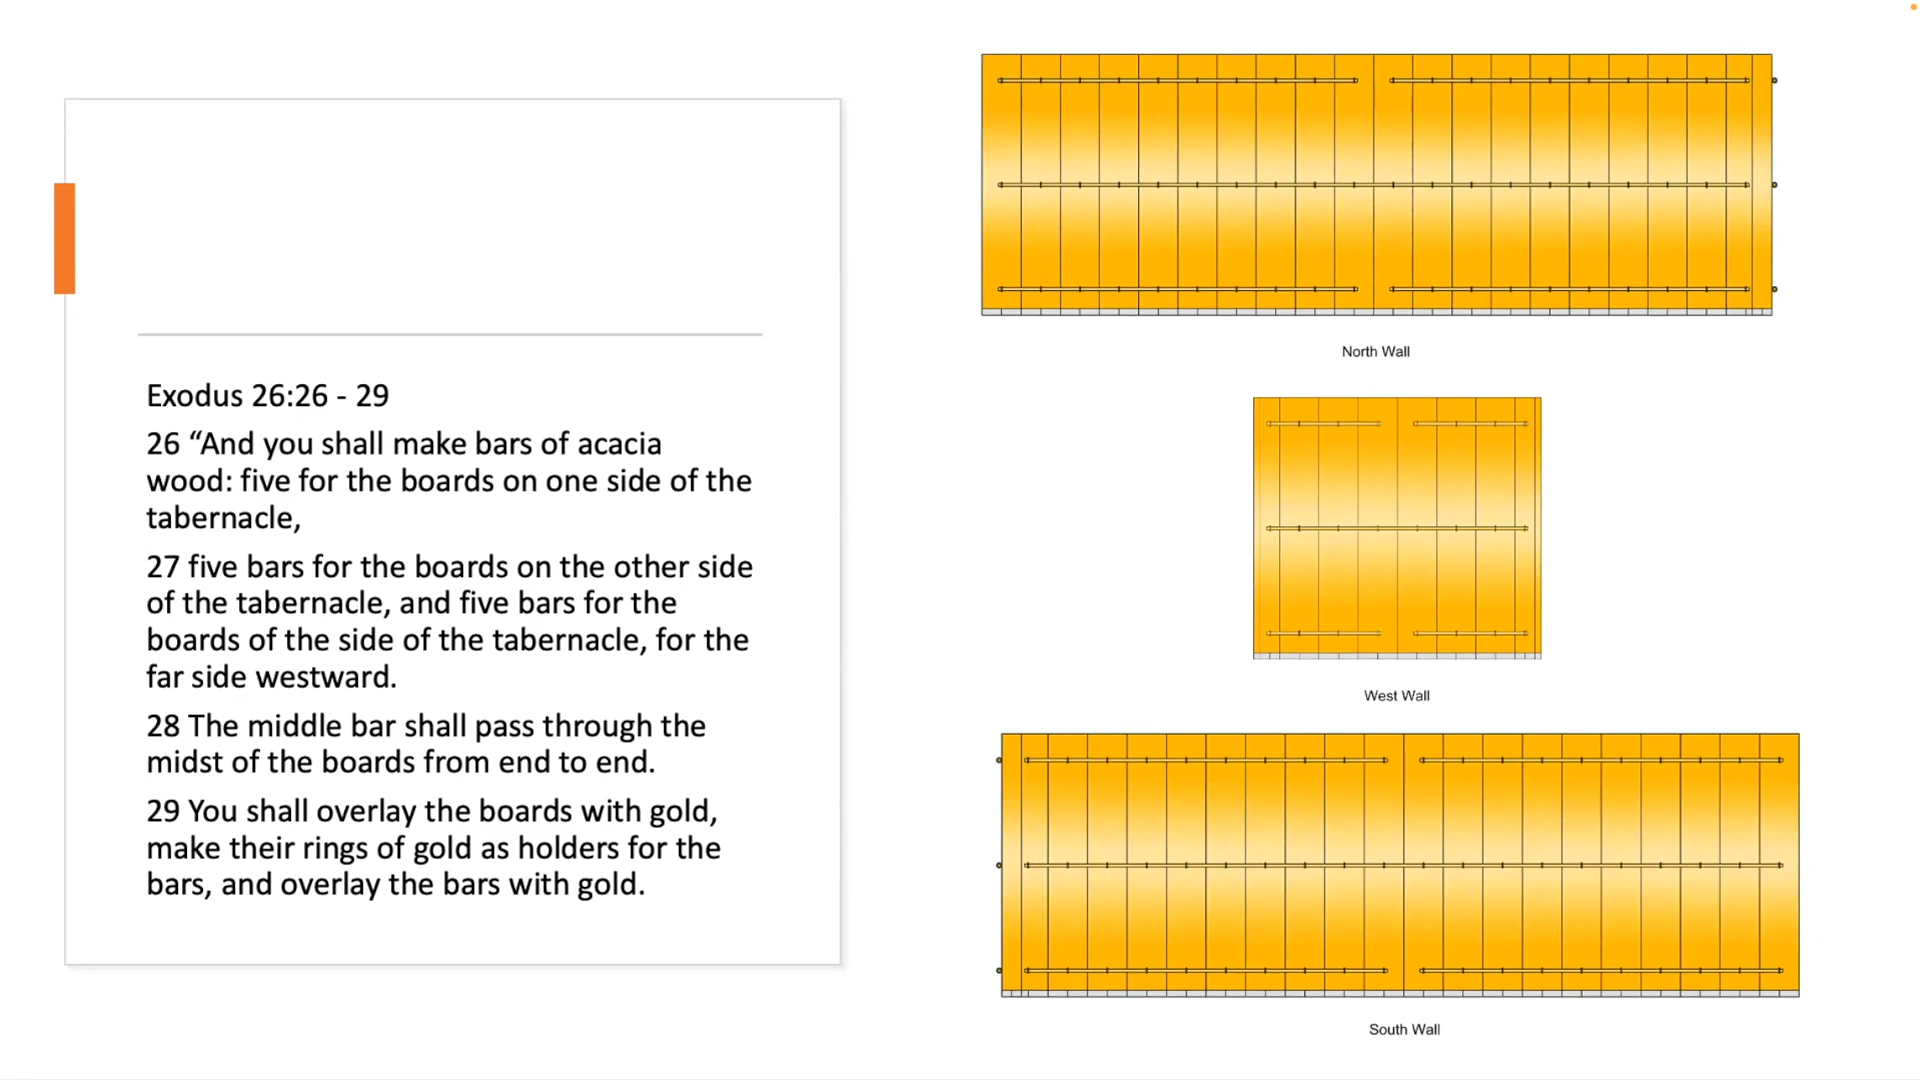 Exodus 26:26 - 29
26 “And you shall make bars of acacia
wood: five for the boards on one side of the
tabernacle,
27 five bars for the boards on the other side
of the tabernacle, and five bars for the
boards of the side of the tabernacle, for the
far side westward.
28 The middle bar shall pass through the
midst of the boards from end to end.
29 You shall overlay the boards with gold,
make their rings of gold as holders for the
bars, and overlay the bars with gold.
North Wall
West Wall
South Wall